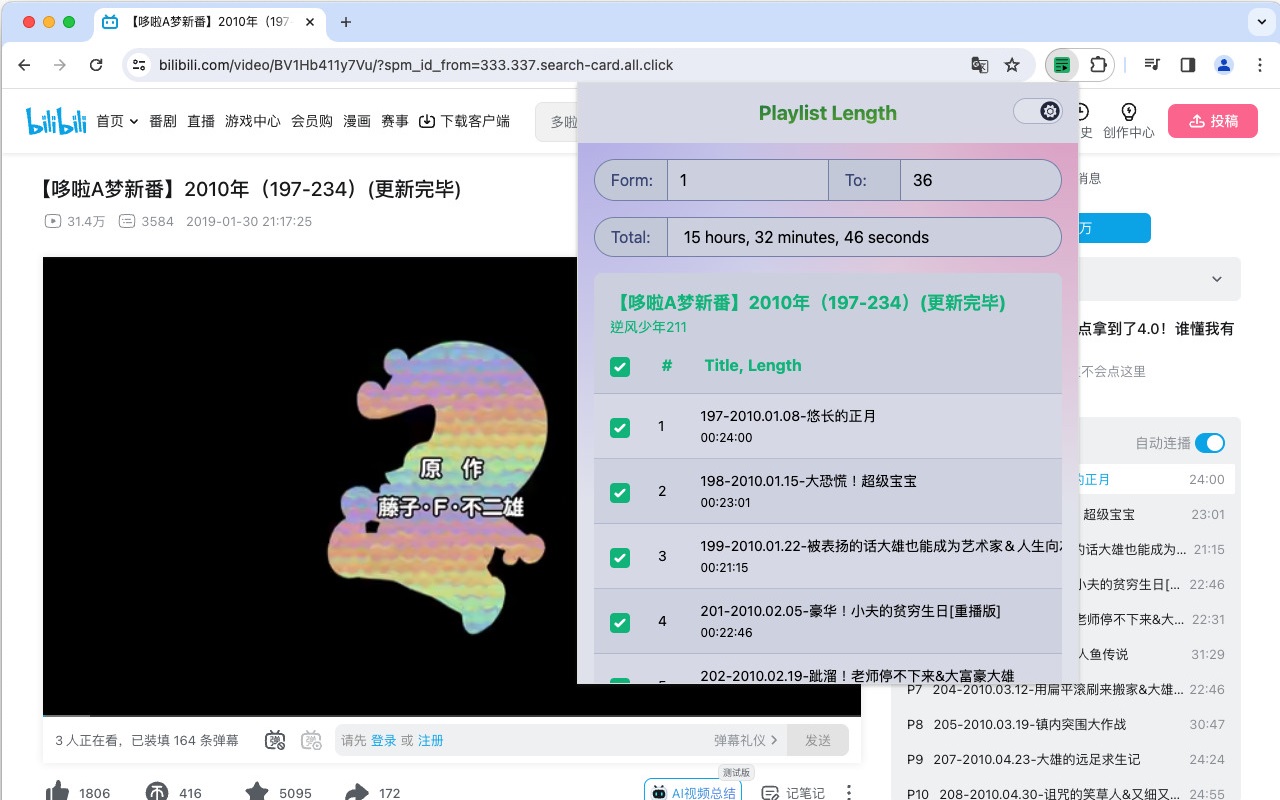 【哆啦A梦新番】2010年（197-
bilibili.com/video/BV1Hb411y7Vu/?spm_id_from=333.337.search-card.all.click
bilibili 首页 番剧 直播 游戏中心 会员购 漫画 赛事 下载客户端 多啦
史 创作中心 投稿
Playlist Length
Form: 1 To: 36
Total: 15 hours, 32 minutes, 46 seconds
【哆啦A梦新番】2010年（197-234）(更新完毕)
逆风少年211
# Title, Length
1 197-2010.01.08-悠长的正月
00:24:00
2 198-2010.01.15-大恐慌！超级宝宝
00:23:01
3 199-2010.01.22-被表扬的话大雄也能成为艺术家＆人生向
00:21:15
4 201-2010.02.05-豪华！小夫的贫穷生日[重播版]
00:22:46
202-2010.02.19-跐溜！老师停不下来&大富豪大雄
【哆啦A梦新番】2010年（197-234）(更新完毕)
31.4万 3584 2019-01-30 21:17:25
原 作
藤子·F·不二雄
3 人正在看，已装填 164 条弹幕
请先 登录 或 注册
弹幕礼仪 发送
1806 416 5095 172
测试版
AI视频总结 记笔记
消息
万
点拿到了4.0！谁懂我有
不会点这里
自动连播
的正月 24:00
超级宝宝 23:01
的话大雄也能成为... 21:15
小夫的贫穷生日[... 22:46
老师停不下来&大... 22:31
人鱼传说 31:29
P7 204-2010.03.12-用扁平滚刷来搬家&大雄... 22:46
P8 205-2010.03.19-镇内突围大作战 30:47
P9 207-2010.04.23-大雄的远足求生记 24:24
P10 208-2010.04.30-诅咒的笑草人&又细又... 24:55